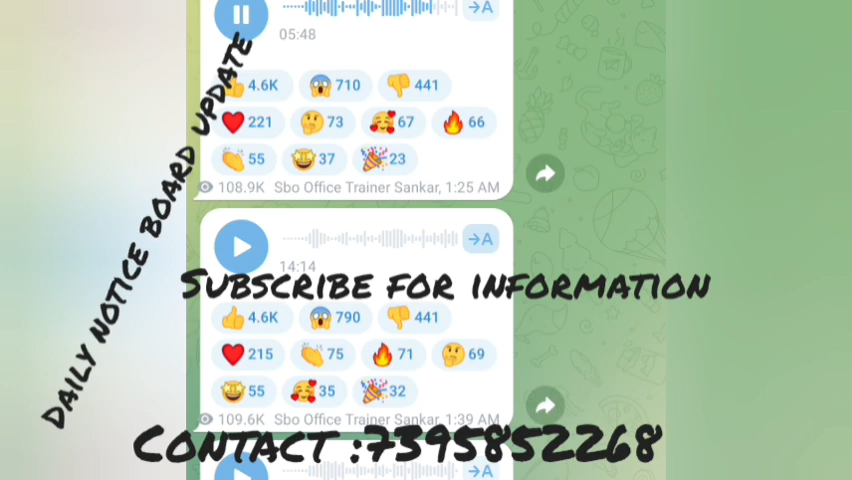 →A
05:48
4.6K 710 441
221 73 67 66
55 37 23
108.9K Sbo Office Trainer Sankar, 1:25 AM
→A
14:14
4.6K 790 441
215 75 71 69
55 35 32
109.6K Sbo Office Trainer Sankar, 1:39 AM
→A
DAILY NOTICE BOARD UPDATE
SUBSCRIBE FOR INFORMATION
CONTACT :7395852268